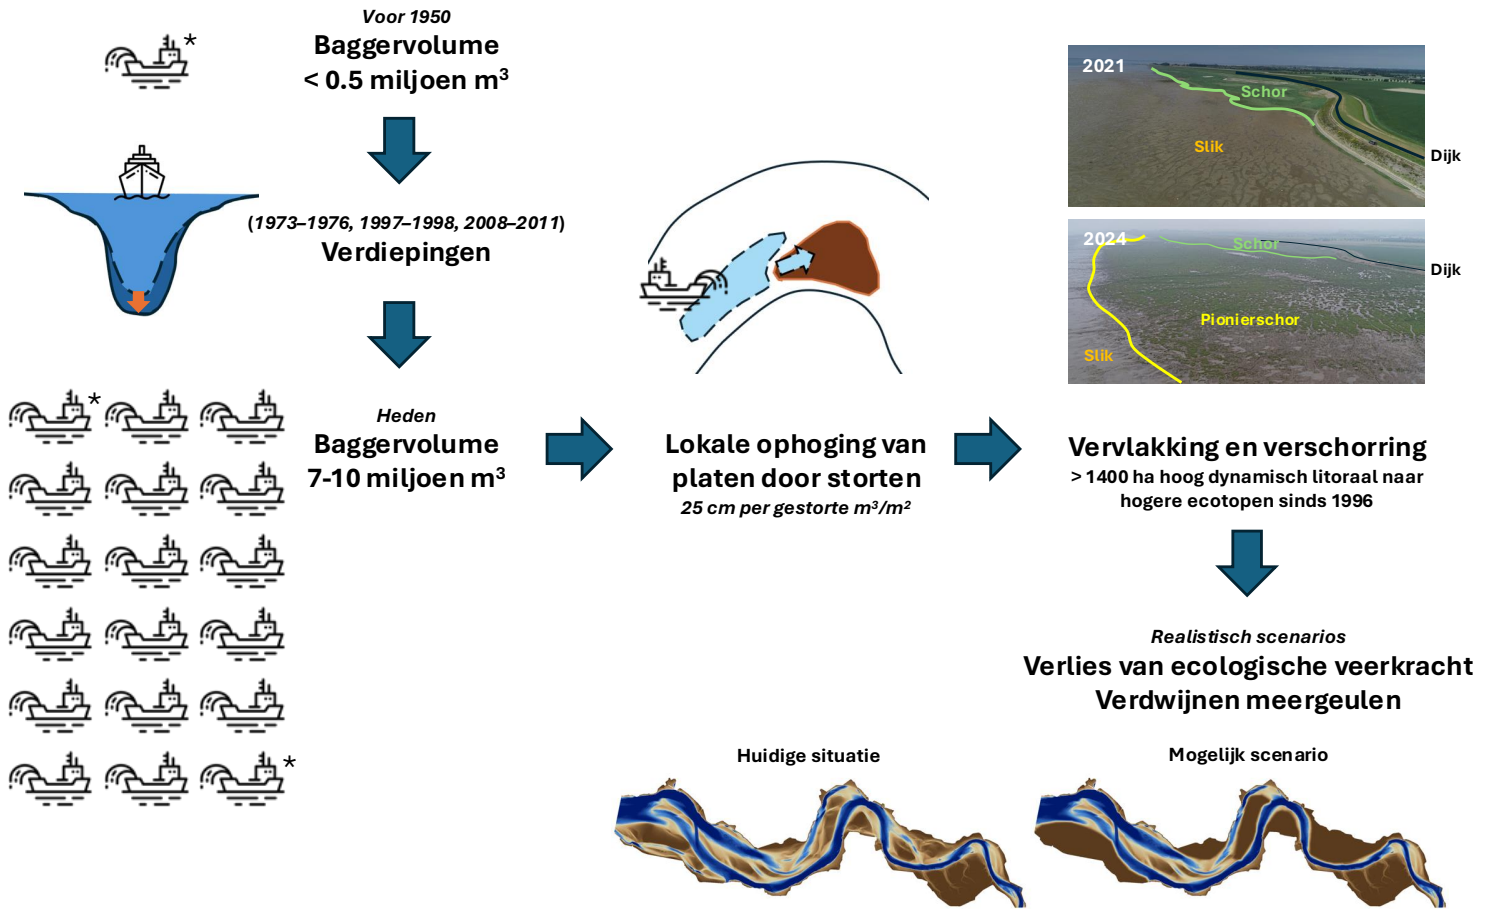 *
Voor 1950
Baggervolume
< 0.5 miljoen m³
(1973–1976, 1997–1998, 2008–2011)
Verdiepingen
*
*
Heden
Baggervolume
7-10 miljoen m³
Lokale ophoging van
platen door storten
25 cm per gestorte m³/m²
2021
Schor
Slik
Dijk
2024
Schor
Dijk
Pionierschor
Slik
Vervlakking en verschorring
> 1400 ha hoog dynamisch litoraal naar
hogere ecotopen sinds 1996
Realistisch scenarios
Verlies van ecologische veerkracht
Verdwijnen meergeulen
Huidige situatie
Mogelijk scenario